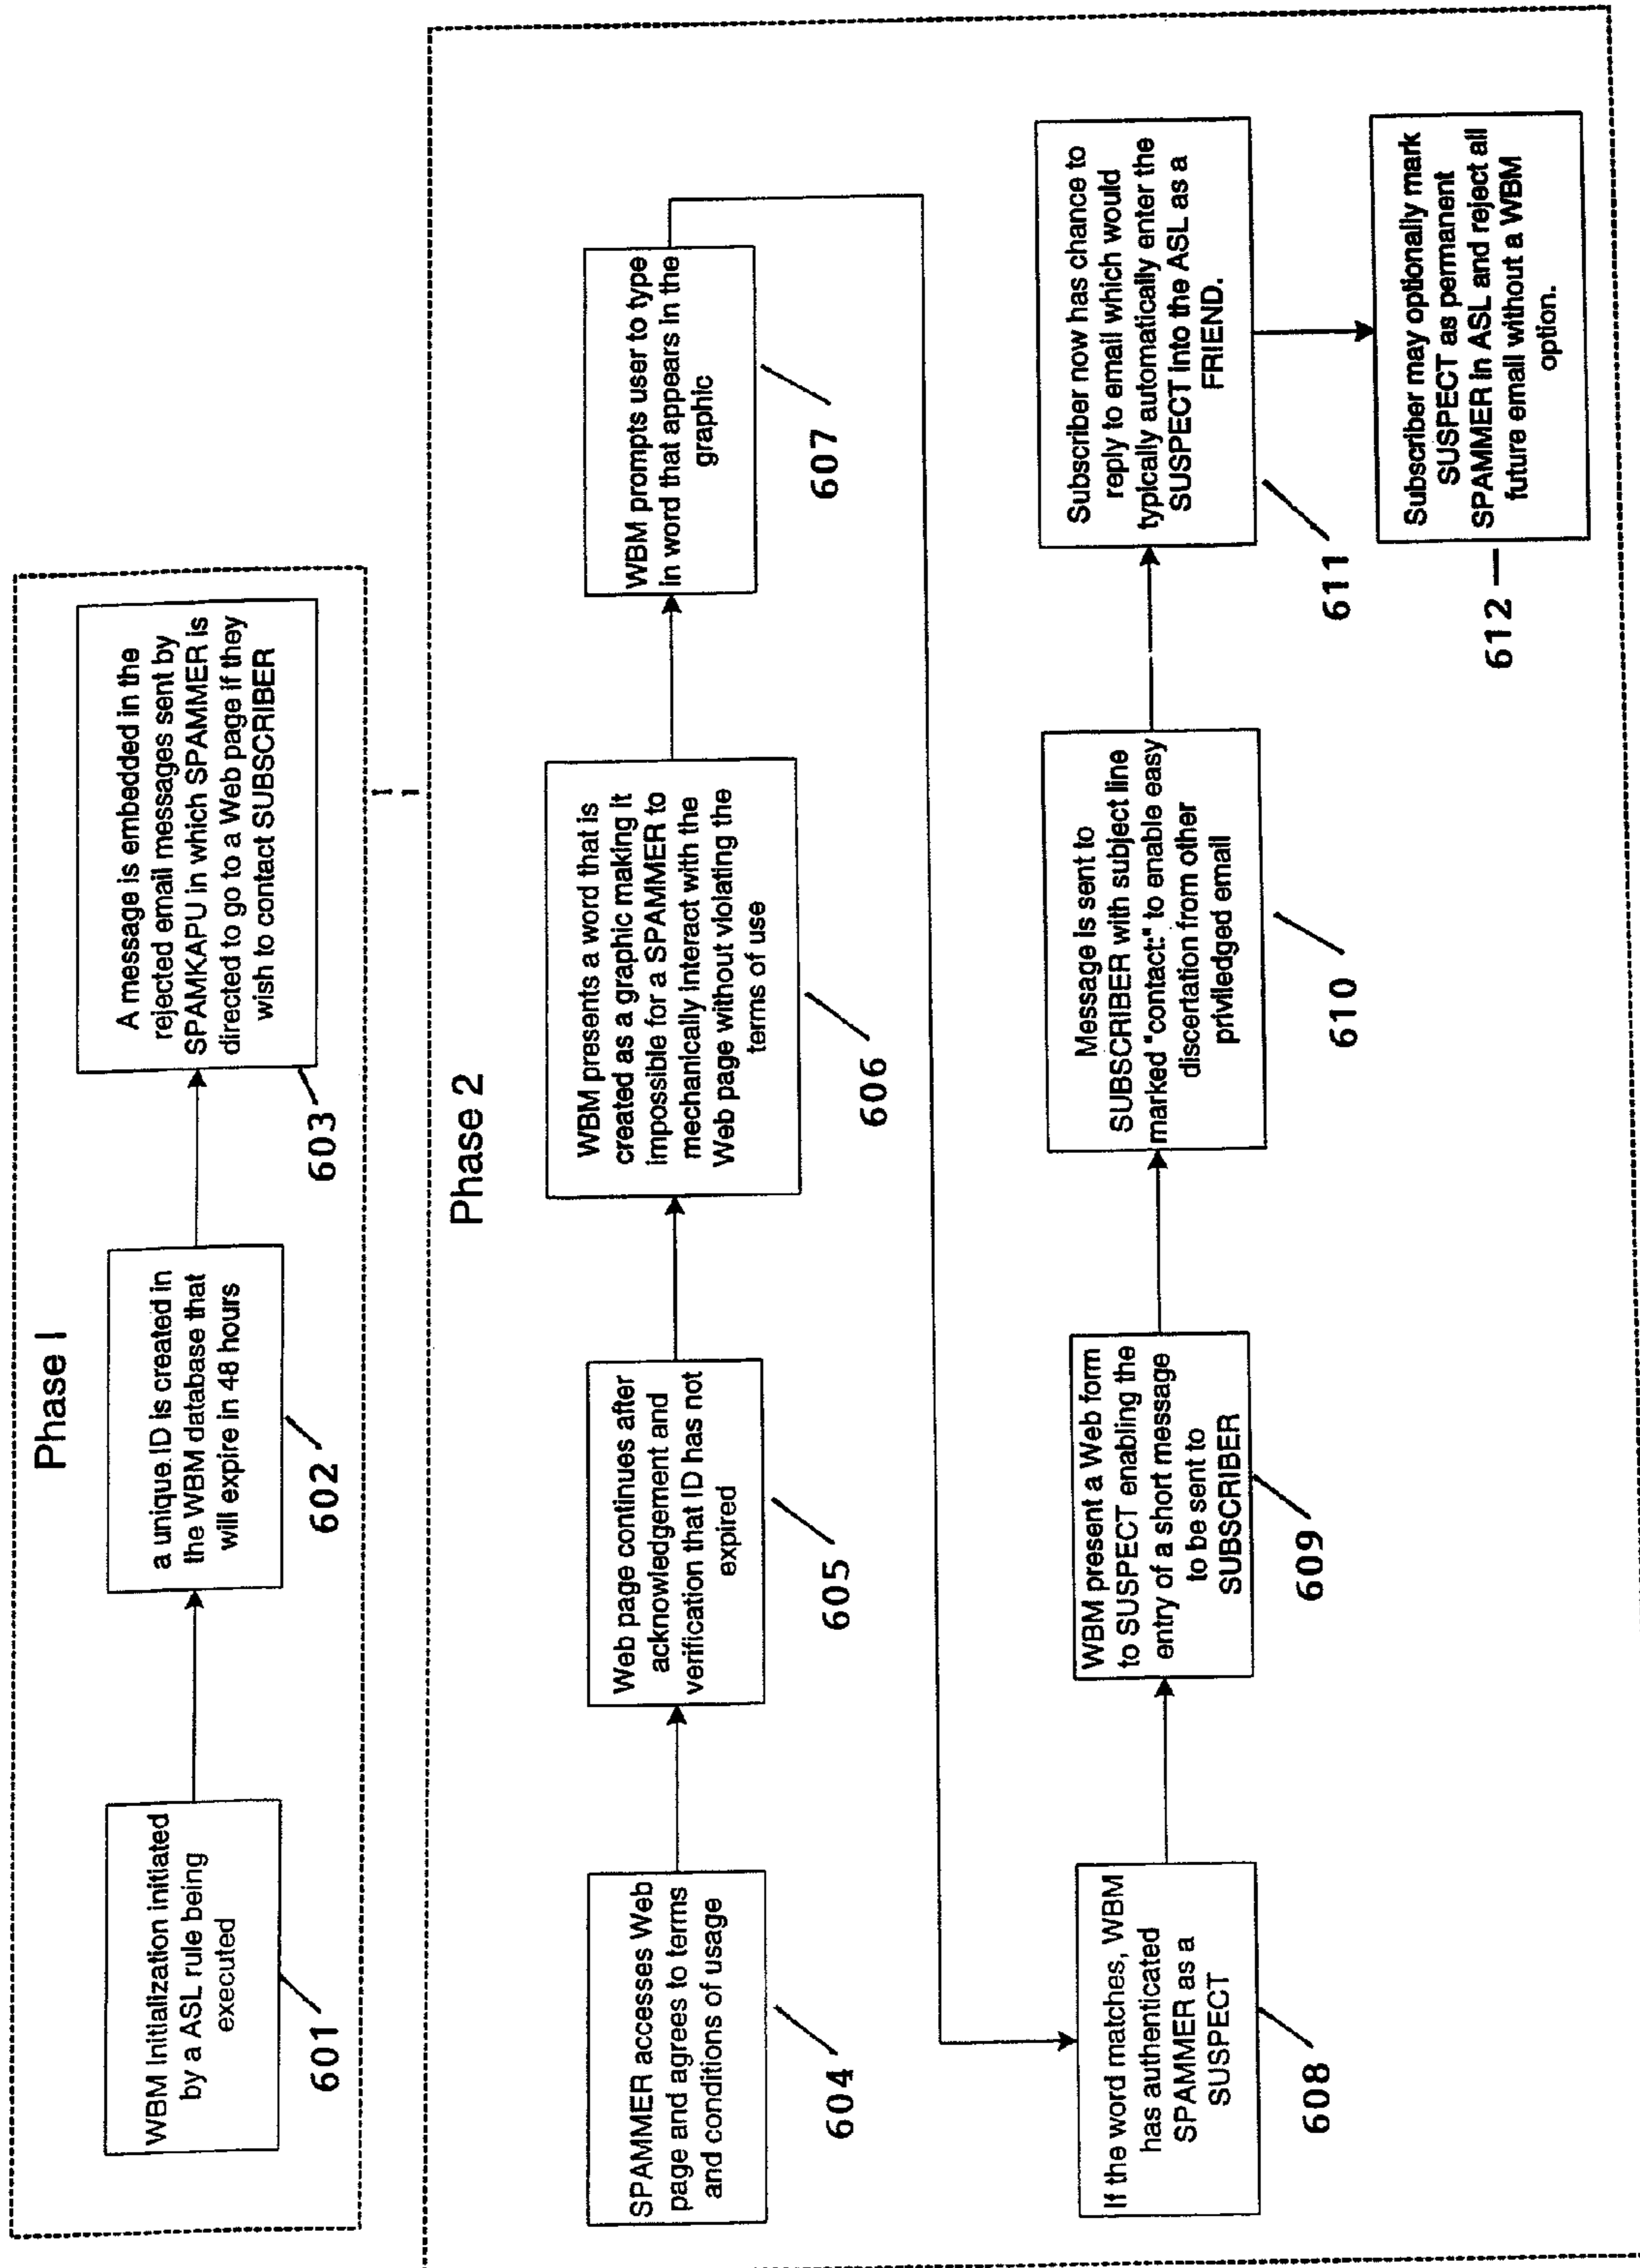 Phase I
WBM Initialization initiated
by a ASL rule being
executed
601
a unique ID is created in
the WBM database that
will expire in 48 hours
602
A message is embedded in the
rejected email messages sent by
SPAMKAPU in which SPAMMER is
directed to go to a Web page if they
wish to contact SUBSCRIBER
603
Phase 2
SPAMMER accesses Web
page and agrees to terms
and conditions of usage
604
Web page continues after
acknowledgement and
verification that ID has not
expired
605
WBM presents a word that is
created as a graphic making it
impossible for a SPAMMER to
mechanically interact with the
Web page without violating the
terms of use
606
WBM prompts user to type
in word that appears in the
graphic
607
If the word matches, WBM
has authenticated
SPAMMER as a
SUSPECT
608
WBM present a Web form
to SUSPECT enabling the
entry of a short message
to be sent to
SUBSCRIBER
609
Message is sent to
SUBSCRIBER with subject line
marked "contact:" to enable easy
discertation from other
priviledged email
610
Subscriber now has chance to
reply to email which would
typically automatically enter the
SUSPECT into the ASL as a
FRIEND.
611
Subscriber may optionally mark
SUSPECT as permanent
SPAMMER in ASL and reject all
future email without a WBM
option.
612